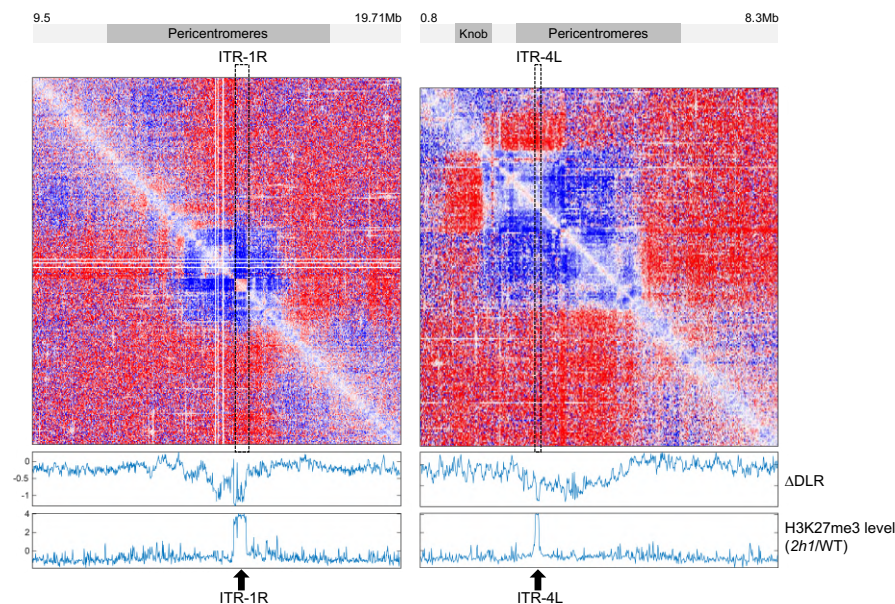 9.5 19.71Mb 0.8 8.3Mb
Pericentromeres Knob Pericentromeres
ITR-1R ITR-4L
0
-0.5
-1
ΔDLR
4
2
0
H3K27me3 level
(2h1/WT)
ITR-1R ITR-4L